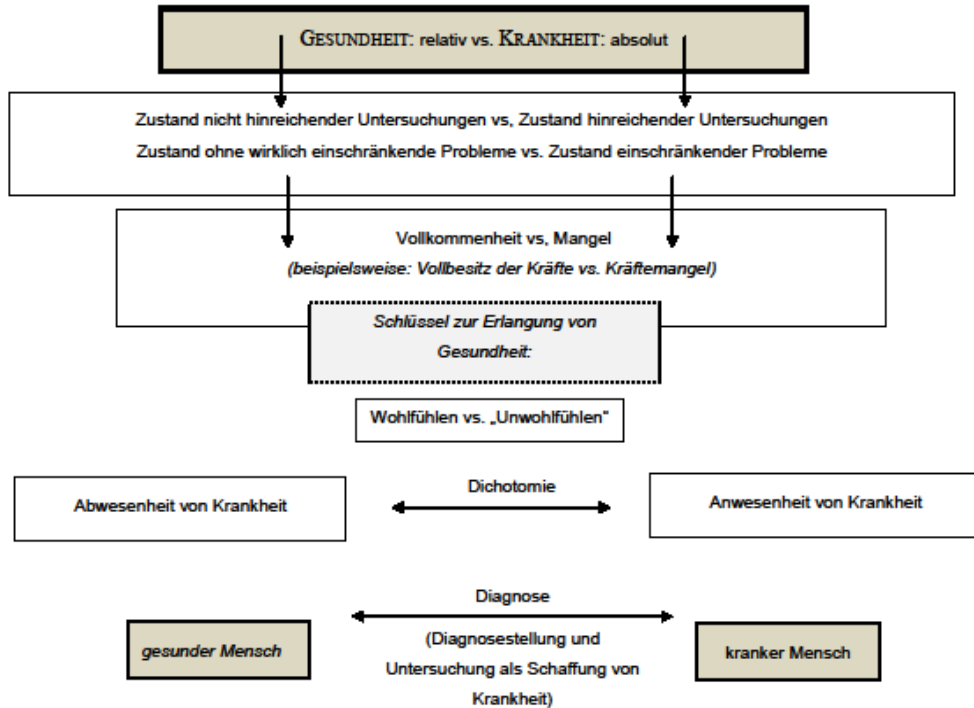 GESUNDHEIT: relativ vs. KRANKHEIT: absolut
Zustand nicht hinreichender Untersuchungen vs, Zustand hinreichender Untersuchungen
Zustand ohne wirklich einschränkende Probleme vs. Zustand einschränkender Probleme
Vollkommenheit vs, Mangel
(beispielsweise: Vollbesitz der Kräfte vs. Kräftemangel)
Schlüssel zur Erlangung von
Gesundheit:
Wohlfühlen vs. „Unwohlfühlen“
Abwesenheit von Krankheit
Dichotomie
Anwesenheit von Krankheit
gesunder Mensch
Diagnose
(Diagnosestellung und
Untersuchung als Schaffung von
Krankheit)
kranker Mensch